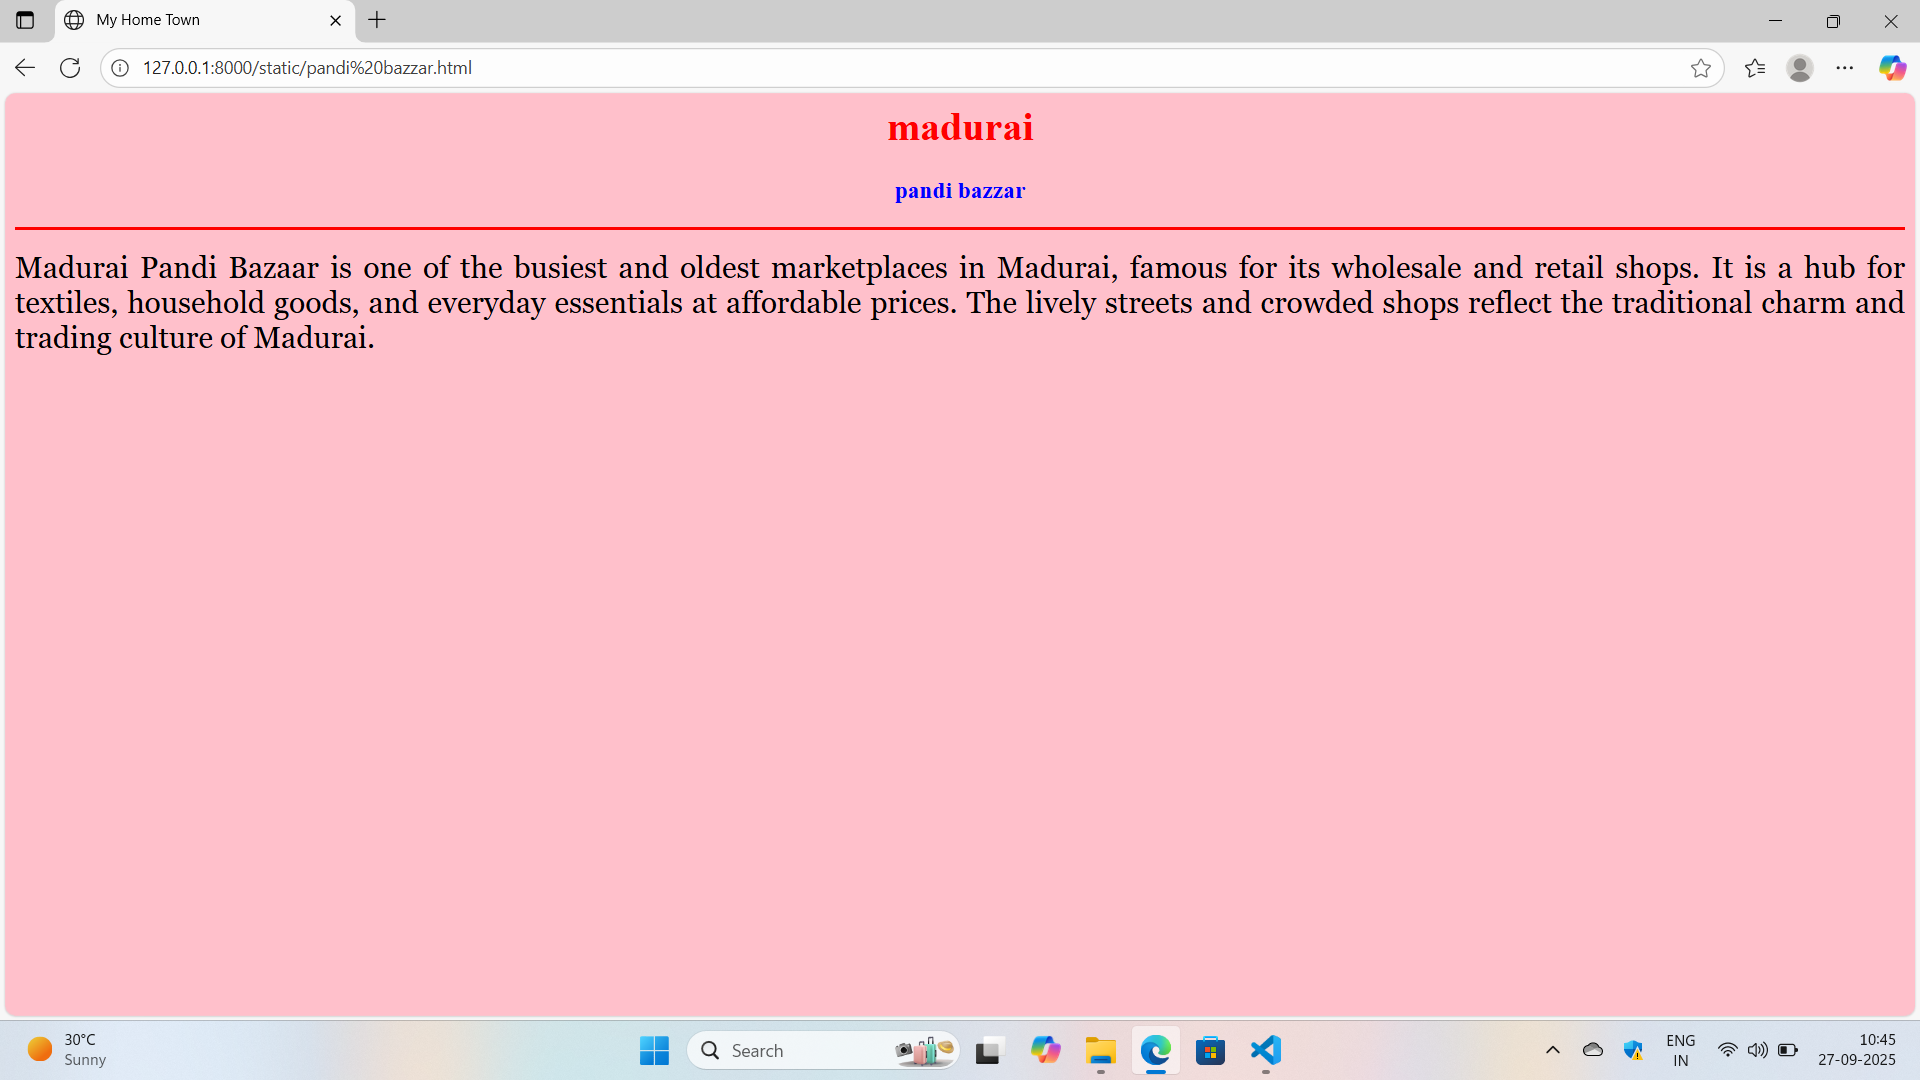 My Home Town
127.0.0.1:8000/static/pandi%20bazzar.html
madurai
pandi bazzar
Madurai Pandi Bazaar is one of the busiest and oldest marketplaces in Madurai, famous for its wholesale and retail shops. It is a hub for
textiles, household goods, and everyday essentials at affordable prices. The lively streets and crowded shops reflect the traditional charm and
trading culture of Madurai.
30°C
Sunny
Search
ENG
IN
10:45
27-09-2025